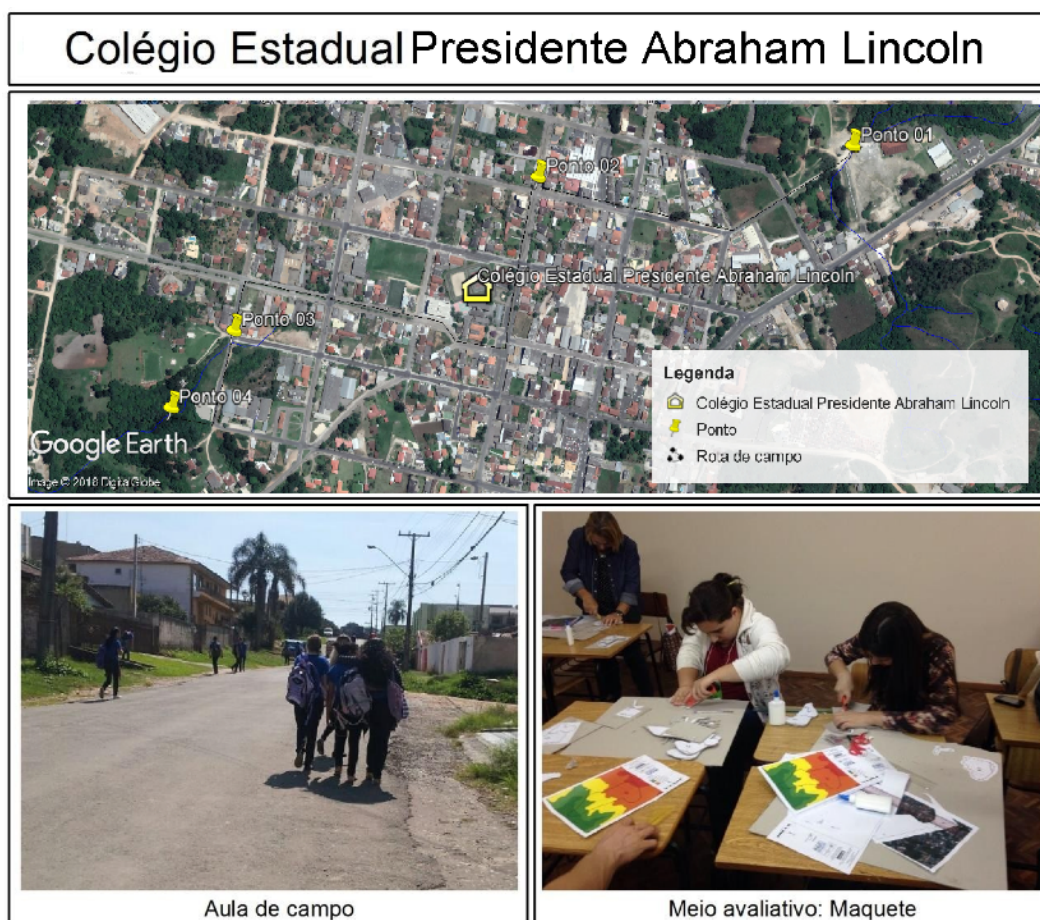 Colégio Estadual Presidente Abraham Lincoln
Ponto 01
Ponto 02
Colégio Estadual Presidente Abraham Lincoln
Ponto 03
Ponto 04
Legenda
Colégio Estadual Presidente Abraham Lincoln
Ponto
Rota de campo
Google Earth
Image © 2018 DigitalGlobe
Aula de campo
Meio avaliativo: Maquete